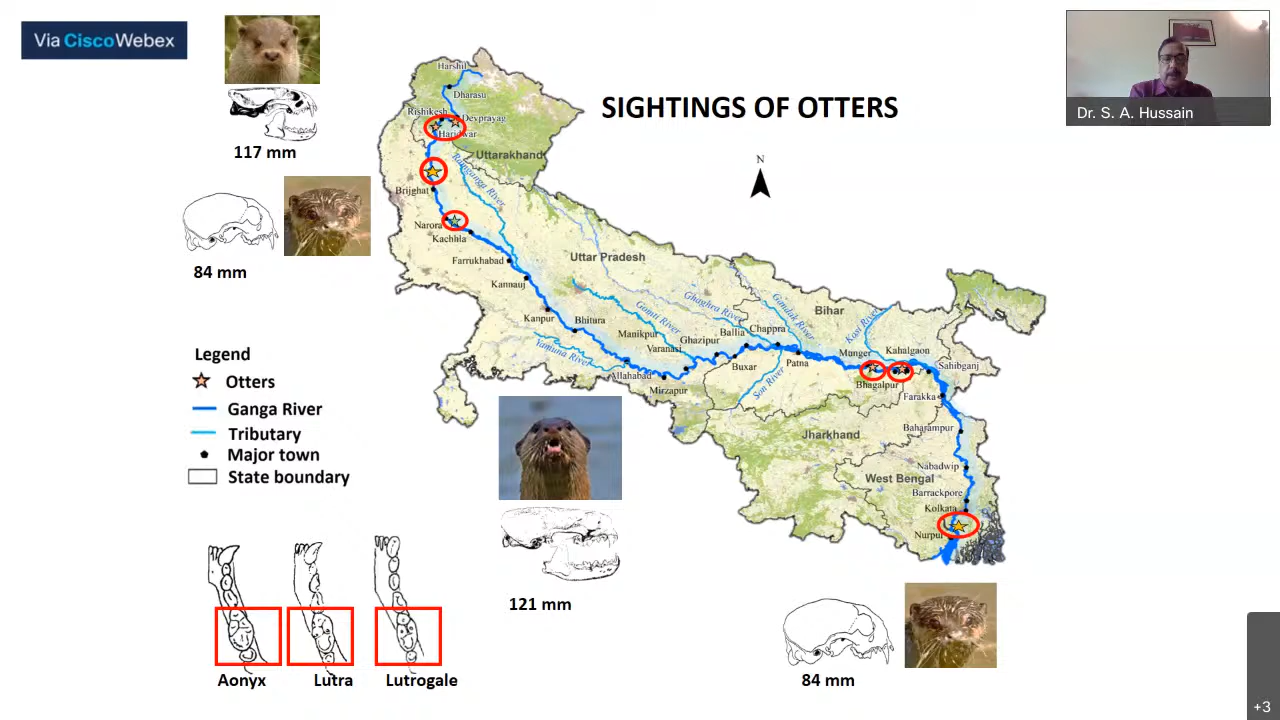 Via CiscoWebex
SIGHTINGS OF OTTERS
Dr. S. A. Hussain
117 mm
84 mm
N
Harshil
Dharasu
Rishikesh
Devprayag
Haridwar
Uttarakhand
Ramganga River
Brijghat
Narora
Kachhla
Farrukhabad
Kannauj
Uttar Pradesh
Kanpur
Bhitura
Gomti River
Ghaghra River
Gandak River
Bihar
Kosi River
Manikpur
Ghazipur
Ballia
Chappra
Varanasi
Yamuna River
Allahabad
Mirzapur
Buxar
Patna
Son River
Munger
Kahalgaon
Sahibganj
Bhagalpur
Farakka
Jharkhand
Baharampur
Nabadwip
West Bengal
Barrackpore
Kolkata
Nurpur
Legend
Otters
Ganga River
Tributary
Major town
State boundary
121 mm
84 mm
Aonyx
Lutra
Lutrogale
+3